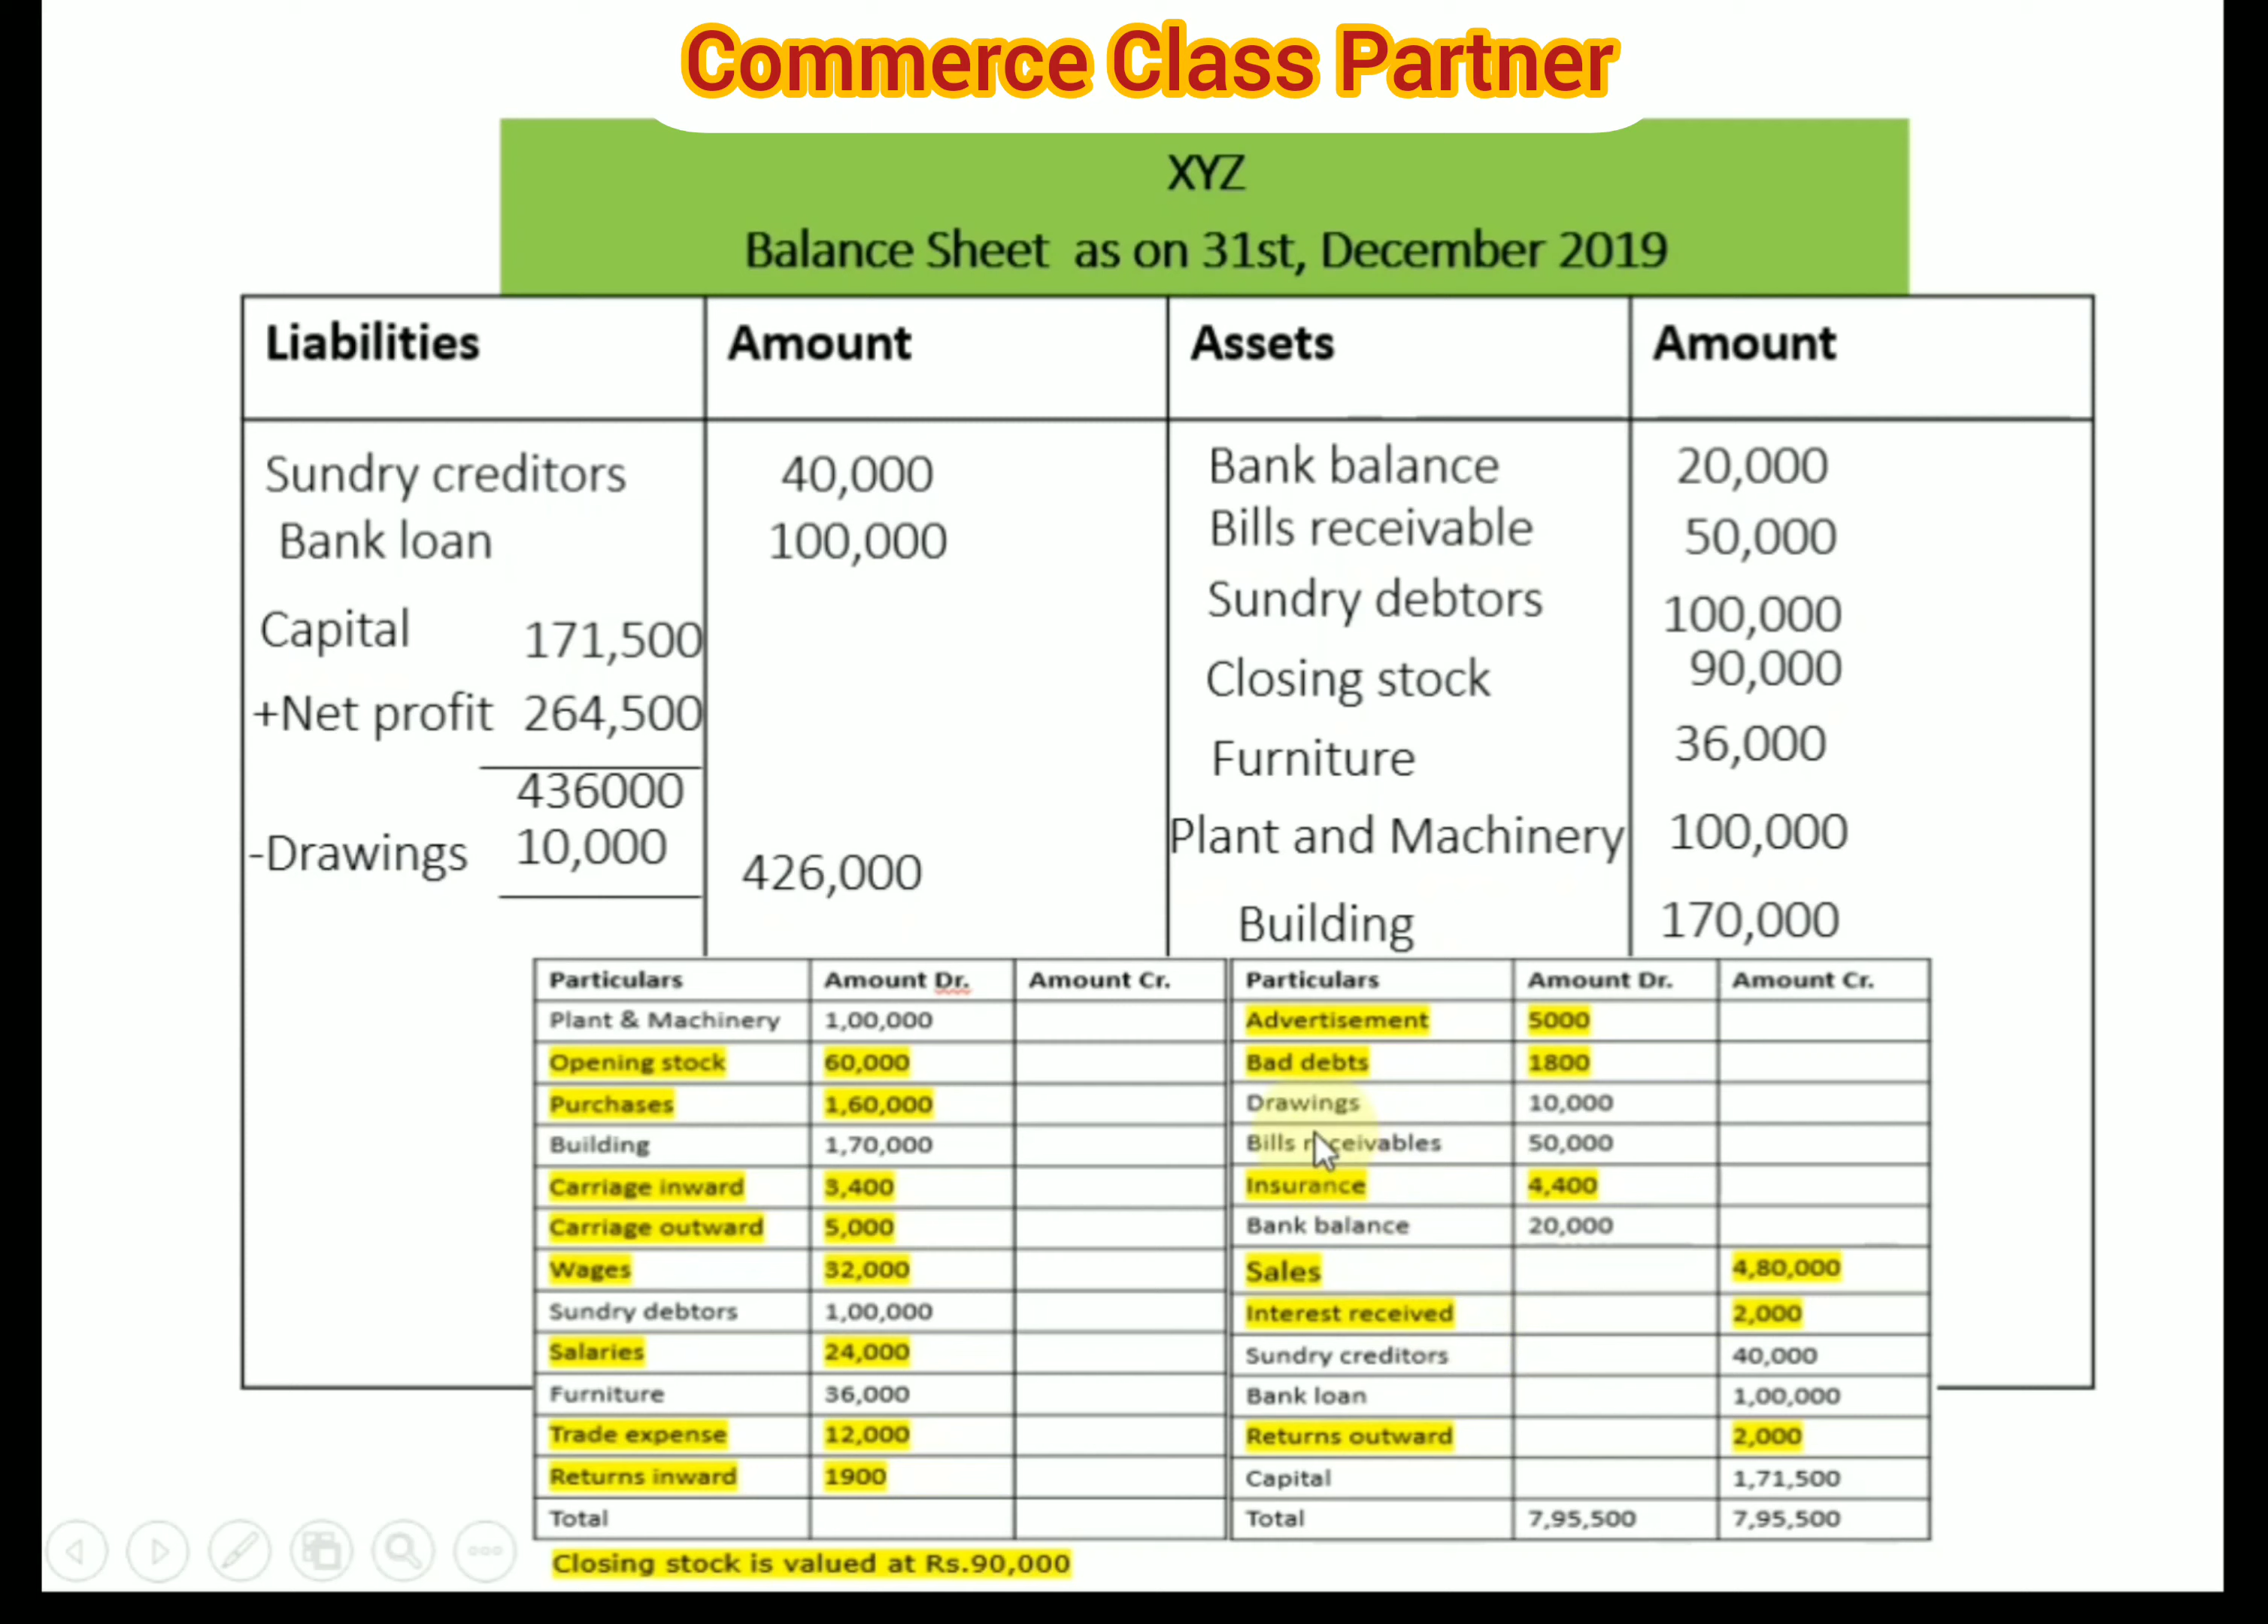 Commerce Class Partner
XYZ
Balance Sheet as on 31st, December 2019
Liabilities Amount Assets Amount
Sundry creditors 40,000 Bank balance 20,000
Bank loan 100,000 Bills receivable 50,000
Capital 171,500 Sundry debtors 100,000
Closing stock 90,000
+Net profit 264,500 Furniture 36,000
436000
-Drawings 10,000 426,000 Plant and Machinery 100,000
Building 170,000
Particulars Amount Dr. Amount Cr. Particulars Amount Dr. Amount Cr.
Plant & Machinery 1,00,000 Advertisement 5000
Opening stock 60,000 Bad debts 1800
Purchases 1,60,000 Drawings 10,000
Building 1,70,000 Bills receivables 50,000
Carriage inward 3,400 Insurance 4,400
Carriage outward 5,000 Bank balance 20,000
Wages 32,000 Sales 4,80,000
Sundry debtors 1,00,000 Interest received 2,000
Salaries 24,000 Sundry creditors 40,000
Furniture 36,000 Bank loan 1,00,000
Trade expense 12,000 Returns outward 2,000
Returns inward 1900 Capital 1,71,500
Total Total 7,95,500 7,95,500
Closing stock is valued at Rs.90,000